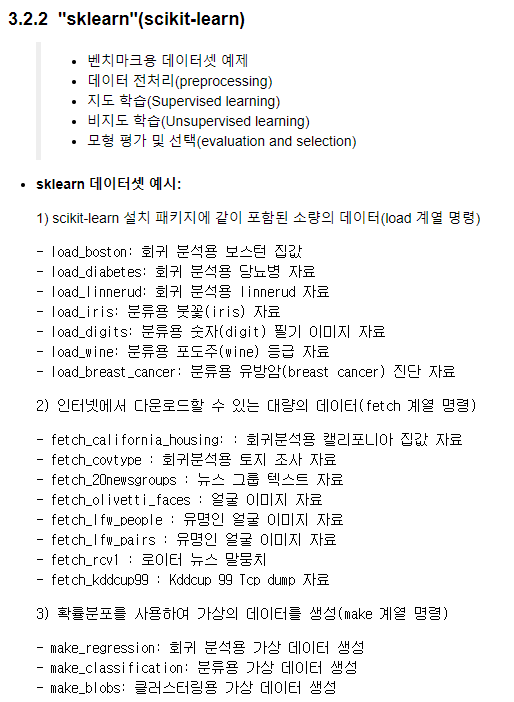 3.2.2 "sklearn"(scikit-learn)
• 벤치마크용 데이터셋 예제
• 데이터 전처리(preprocessing)
• 지도 학습(Supervised learning)
• 비지도 학습(Unsupervised learning)
• 모형 평가 및 선택(evaluation and selection)
• sklearn 데이터셋 예시:
1) scikit-learn 설치 패키지에 같이 포함된 소량의 데이터(load 계열 명령)
- load_boston: 회귀 분석용 보스턴 집값
- load_diabetes: 회귀 분석용 당뇨병 자료
- load_linnerud: 회귀 분석용 linnerud 자료
- load_iris: 분류용 붓꽃(iris) 자료
- load_digits: 분류용 숫자(digit) 필기 이미지 자료
- load_wine: 분류용 포도주(wine) 등급 자료
- load_breast_cancer: 분류용 유방암(breast cancer) 진단 자료
2) 인터넷에서 다운로드할 수 있는 대량의 데이터(fetch 계열 명령)
- fetch_california_housing: : 회귀분석용 캘리포니아 집값 자료
- fetch_covtype : 회귀분석용 토지 조사 자료
- fetch_20newsgroups : 뉴스 그룹 텍스트 자료
- fetch_olivetti_faces : 얼굴 이미지 자료
- fetch_lfw_people : 유명인 얼굴 이미지 자료
- fetch_lfw_pairs : 유명인 얼굴 이미지 자료
- fetch_rcv1 : 로이터 뉴스 말뭉치
- fetch_kddcup99 : Kddcup 99 Tcp dump 자료
3) 확률분포를 사용하여 가상의 데이터를 생성(make 계열 명령)
- make_regression: 회귀 분석용 가상 데이터 생성
- make_classification: 분류용 가상 데이터 생성
- make_blobs: 클러스터링용 가상 데이터 생성